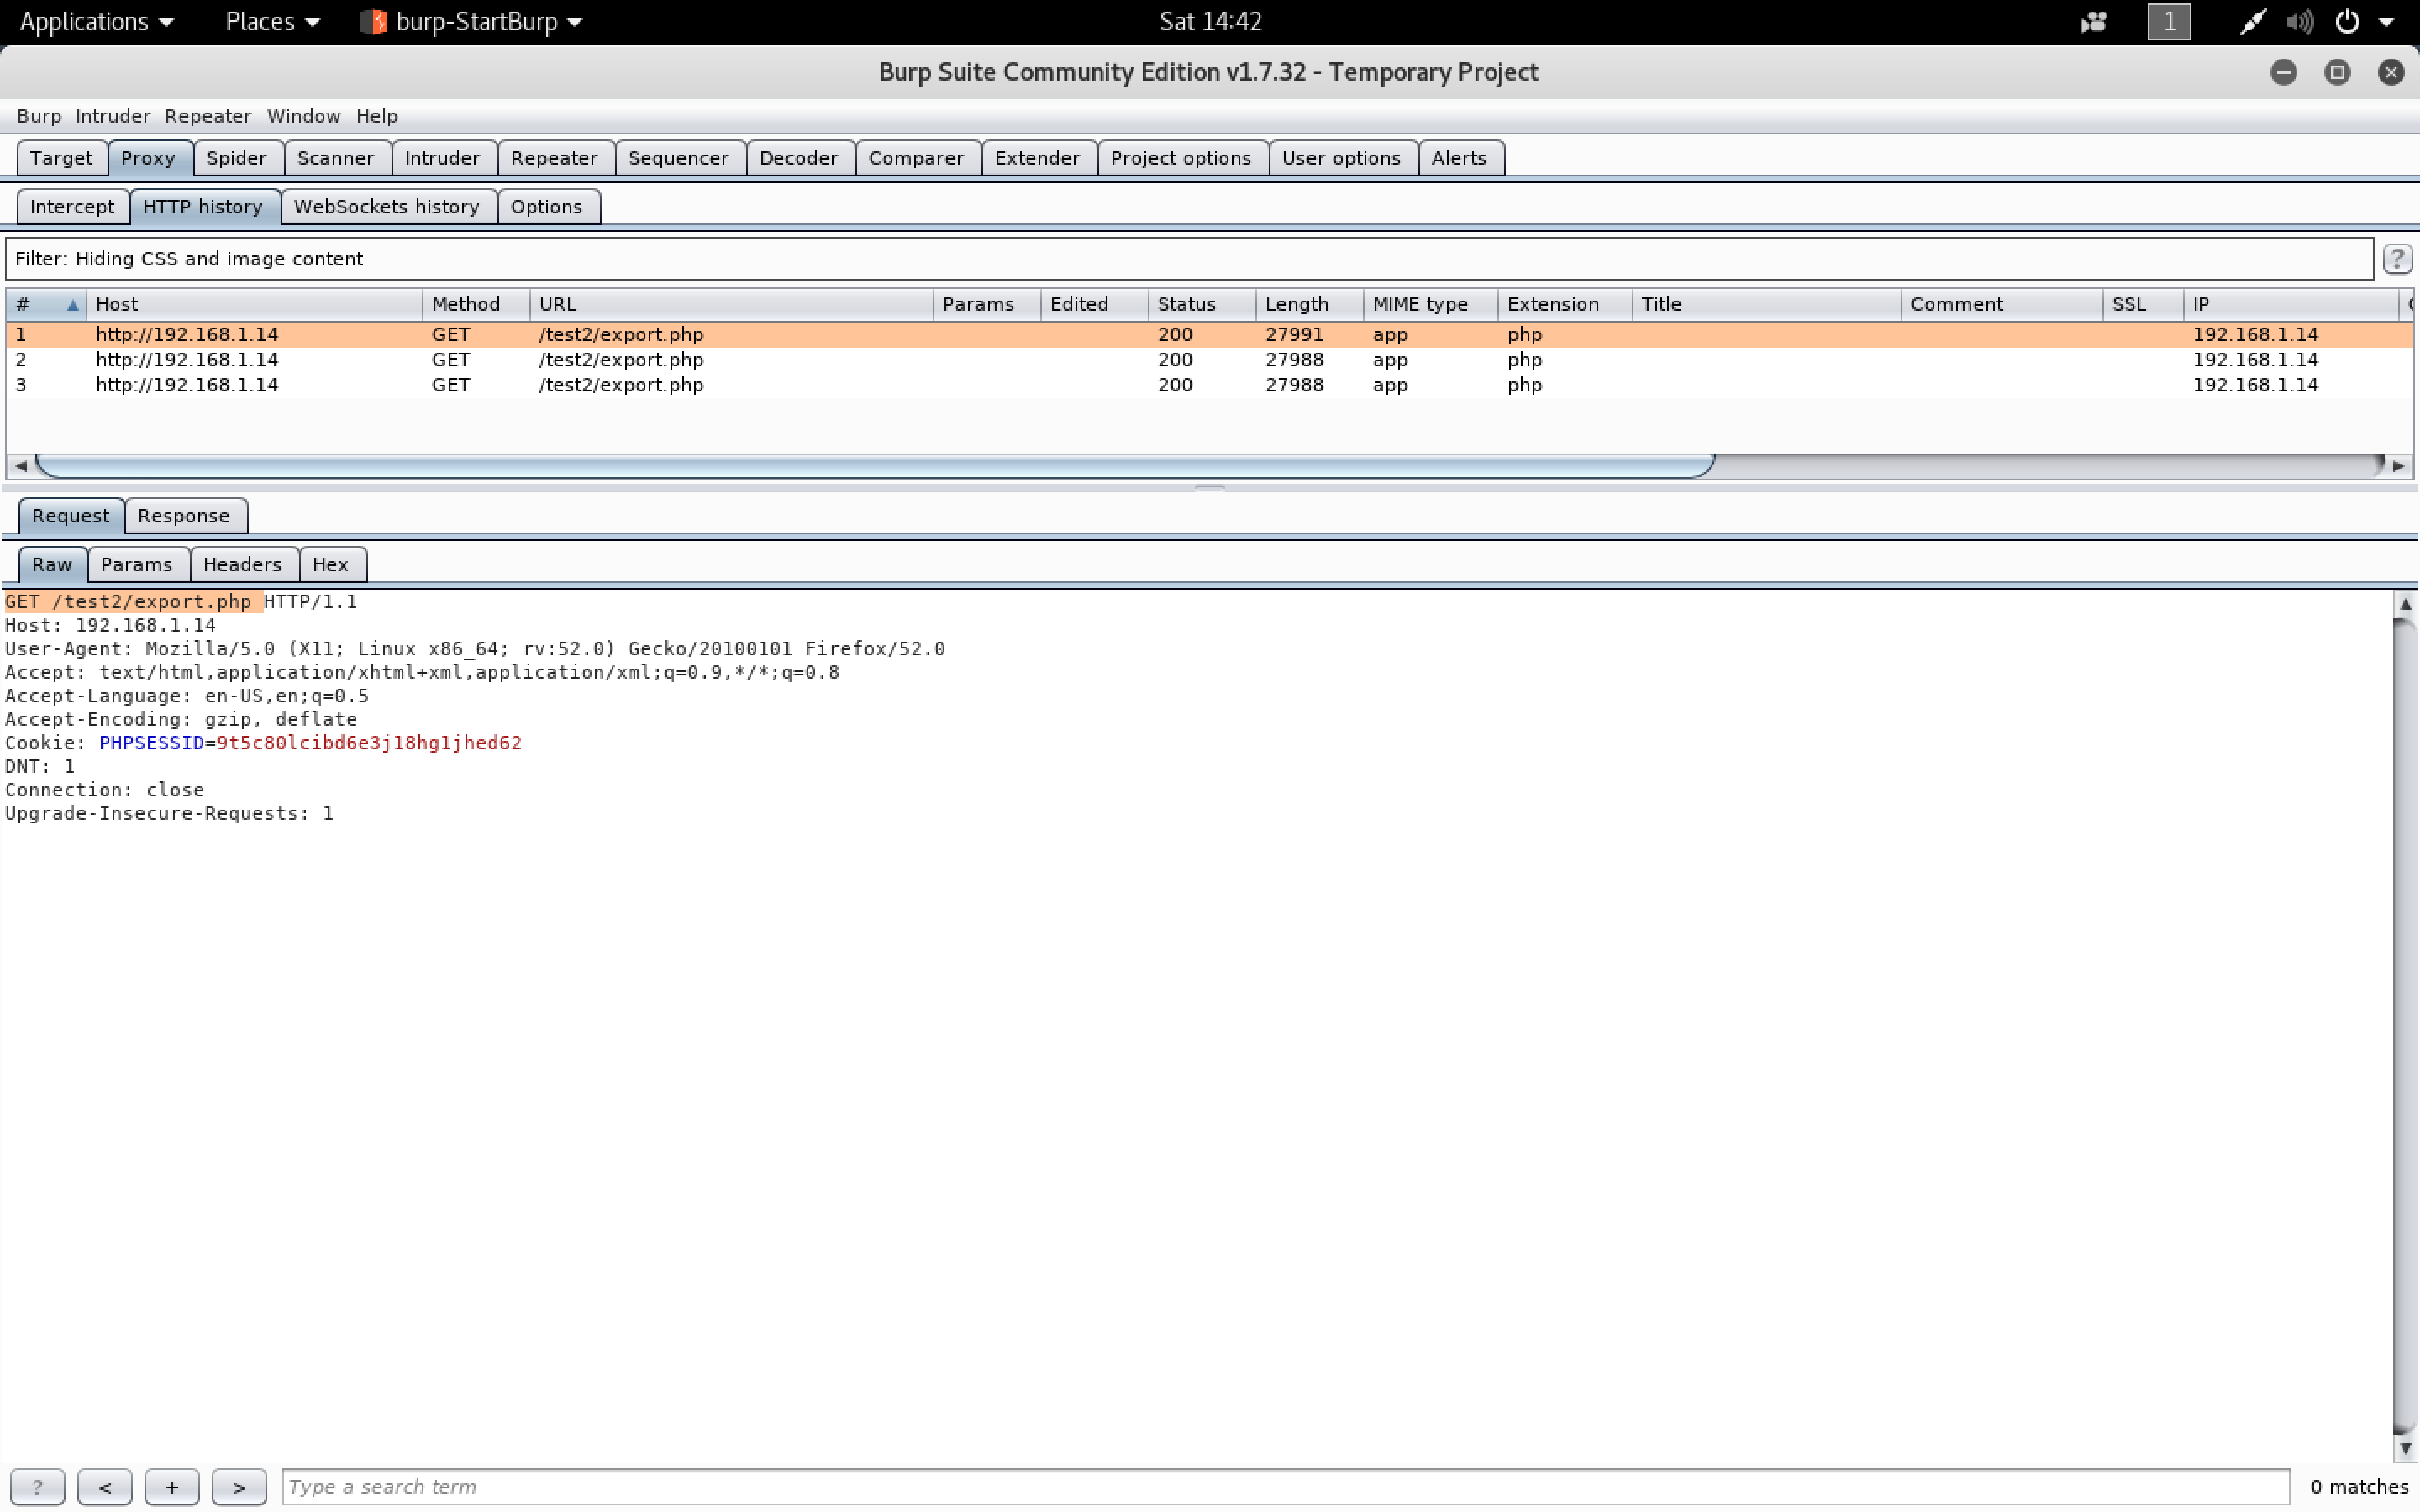 Applications Places burp-StartBurp Sat 14:42 1
Burp Suite Community Edition v1.7.32 - Temporary Project
Burp Intruder Repeater Window Help
Target Proxy Spider Scanner Intruder Repeater Sequencer Decoder Comparer Extender Project options User options Alerts
Intercept HTTP history WebSockets history Options
Filter: Hiding CSS and image content ?
# Host Method URL Params Edited Status Length MIME type Extension Title Comment SSL IP
1 http://192.168.1.14 GET /test2/export.php 200 27991 app php 192.168.1.14
2 http://192.168.1.14 GET /test2/export.php 200 27988 app php 192.168.1.14
3 http://192.168.1.14 GET /test2/export.php 200 27988 app php 192.168.1.14
Request Response
Raw Params Headers Hex
GET /test2/export.php HTTP/1.1
Host: 192.168.1.14
User-Agent: Mozilla/5.0 (X11; Linux x86_64; rv:52.0) Gecko/20100101 Firefox/52.0
Accept: text/html,application/xhtml+xml,application/xml;q=0.9,*/*;q=0.8
Accept-Language: en-US,en;q=0.5
Accept-Encoding: gzip, deflate
Cookie: PHPSESSID=9t5c80lcibd6e3j18hg1jhed62
DNT: 1
Connection: close
Upgrade-Insecure-Requests: 1
? < + > Type a search term 0 matches